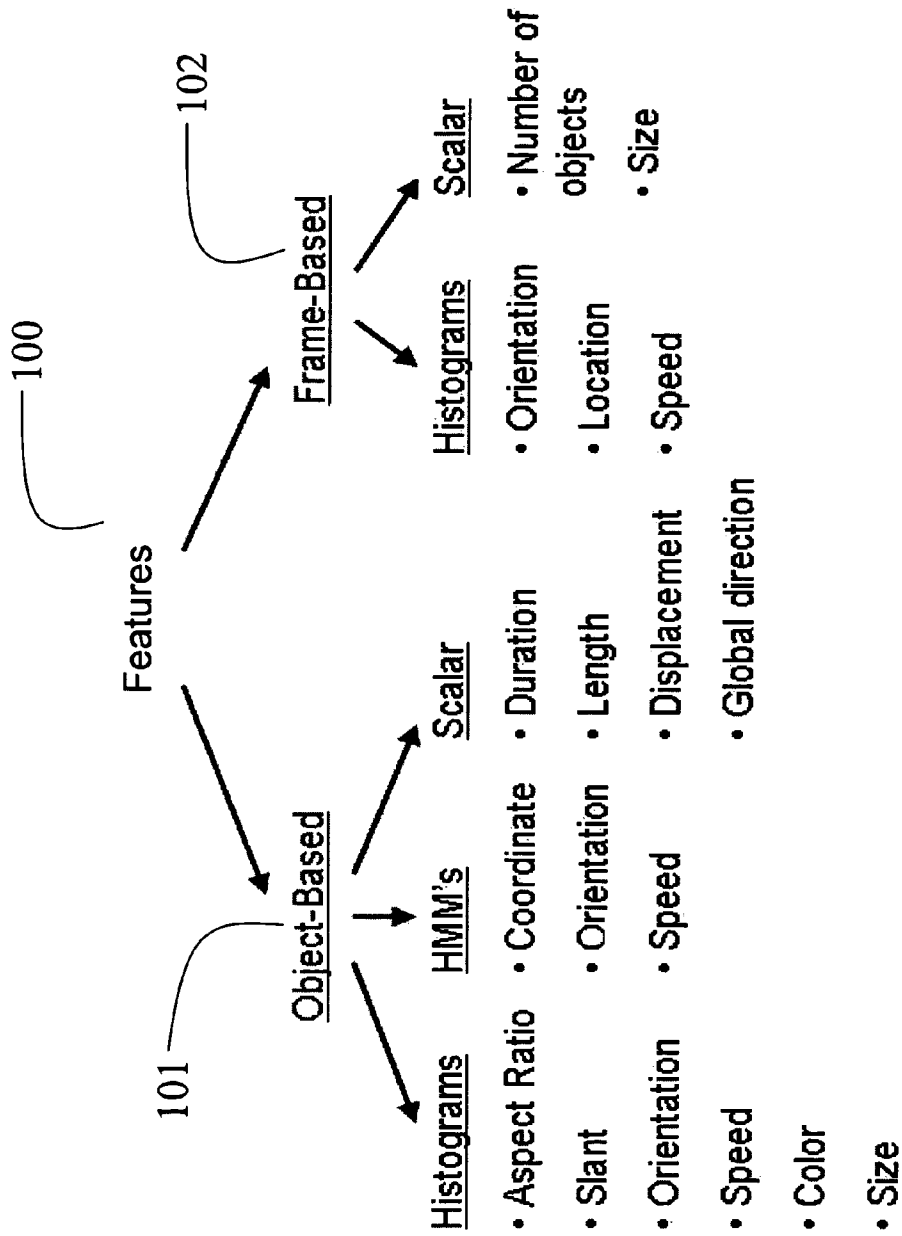 100
Features
101
102
Object-Based
Frame-Based
Histograms
• Aspect Ratio
• Slant
• Orientation
• Speed
• Color
• Size
HMM's
• Coordinate
• Orientation
• Speed
Scalar
• Duration
• Length
• Displacement
• Global direction
Histograms
• Orientation
• Location
• Speed
Scalar
• Number of
objects
• Size